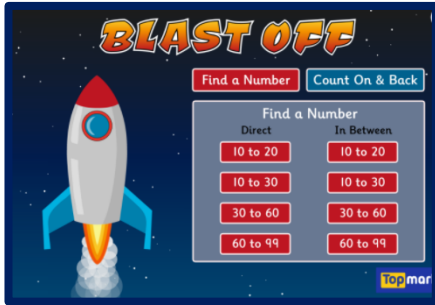 BLAST OFF
Find a Number Count On & Back
Find a Number
Direct In Between
10 to 20 10 to 20
10 to 30 10 to 30
30 to 60 30 to 60
60 to 99 60 to 99
Topmar